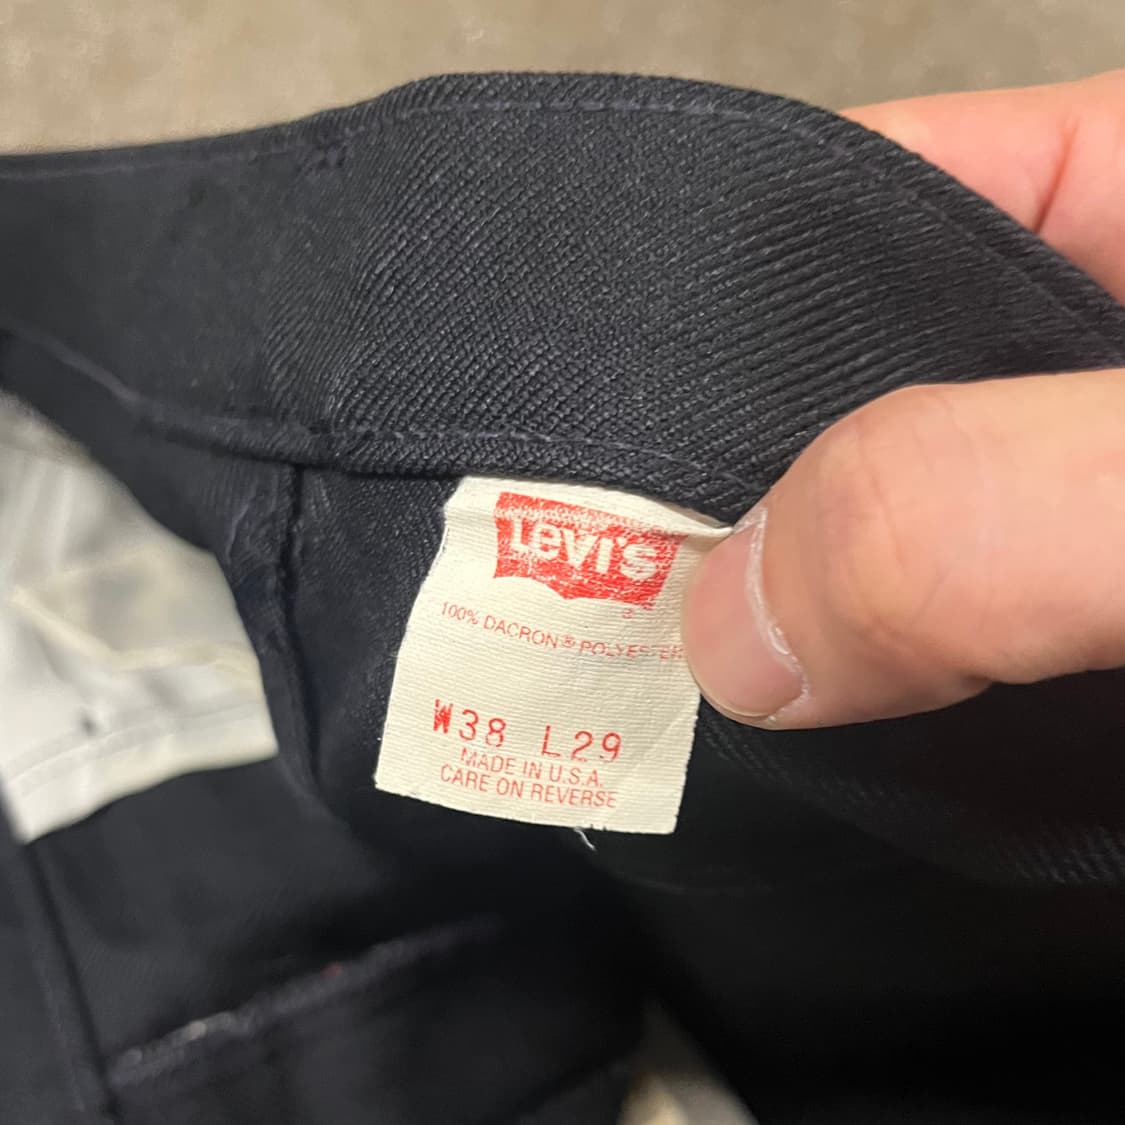 Levi's
100% DACRON® POLYESTER
W38 L29
MADE IN U.S.A.
CARE ON REVERSE